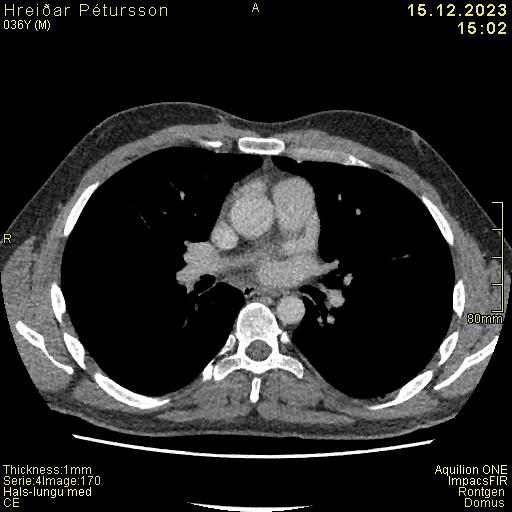 Hreiðar Pétursson
036Y (M)
A
15.12.2023
15:02
R
80mm
Thickness:1mm
Serie:4Image:170
Hals-lungu med
CE
Aquilion ONE
ImpacsFIR
Rontgen
Domus